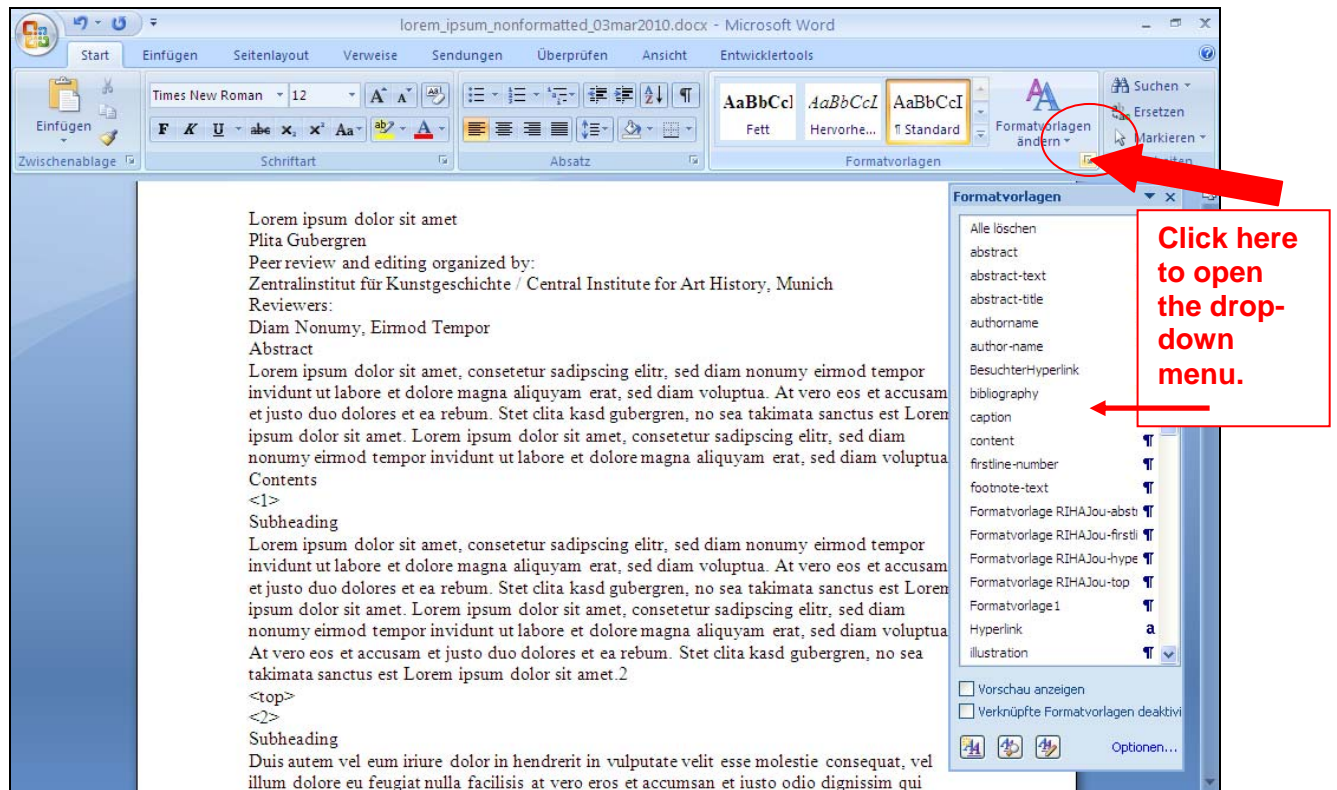 lorem_ipsum_nonformatted_03mar2010.docx - Microsoft Word
Start Einfügen Seitenlayout Verweise Sendungen Überprüfen Ansicht Entwicklertools
Times New Roman 12
Einfügen
F K U abe x₂ x² Aa ab A
AaBbCcl AaBbCcI AaBbCcI
Fett Hervorhe... ¶ Standard
Formatvorlagen
ändern
Suchen
Ersetzen
Markieren
Zwischenablage Schriftart Absatz Formatvorlagen
Lorem ipsum dolor sit amet
Plita Gubergren
Peer review and editing organized by:
Zentralinstitut für Kunstgeschichte / Central Institute for Art History, Munich
Reviewers:
Diam Nonumy, Eirmod Tempor
Abstract
Lorem ipsum dolor sit amet, consetetur sadipscing elitr, sed diam nonumy eirmod tempor
invidunt ut labore et dolore magna aliquyam erat, sed diam voluptua. At vero eos et accusam
et justo duo dolores et ea rebum. Stet clita kasd gubergren, no sea takimata sanctus est Lorem
ipsum dolor sit amet. Lorem ipsum dolor sit amet, consetetur sadipscing elitr, sed diam
nonumy eirmod tempor invidunt ut labore et dolore magna aliquyam erat, sed diam voluptua
Contents
<1>
Subheading
Lorem ipsum dolor sit amet, consetetur sadipscing elitr, sed diam nonumy eirmod tempor
invidunt ut labore et dolore magna aliquyam erat, sed diam voluptua. At vero eos et accusam
et justo duo dolores et ea rebum. Stet clita kasd gubergren, no sea takimata sanctus est Lorem
ipsum dolor sit amet. Lorem ipsum dolor sit amet, consetetur sadipscing elitr, sed diam
nonumy eirmod tempor invidunt ut labore et dolore magna aliquyam erat, sed diam voluptua
At vero eos et accusam et justo duo dolores et ea rebum. Stet clita kasd gubergren, no sea
takimata sanctus est Lorem ipsum dolor sit amet.2
<top>
<2>
Subheading
Duis autem vel eum iriure dolor in hendrerit in vulputate velit esse molestie consequat, vel
illum dolore eu feugiat nulla facilisis at vero eros et accumsan et iusto odio dignissim qui
Formatvorlagen
Alle löschen
abstract
abstract-text
abstract-title
authorname
author-name
BesuchterHyperlink
bibliography
caption
content ¶
firstline-number ¶
footnote-text ¶
Formatvorlage RIHAJou-abst ¶
Formatvorlage RIHAJou-firstli ¶
Formatvorlage RIHAJou-hype ¶
Formatvorlage RIHAJou-top ¶
Formatvorlage1 ¶
Hyperlink a
illustration ¶
Vorschau anzeigen
Verknüpfte Formatvorlagen deaktivi
Optionen...
Click here
to open
the drop-
down
menu.